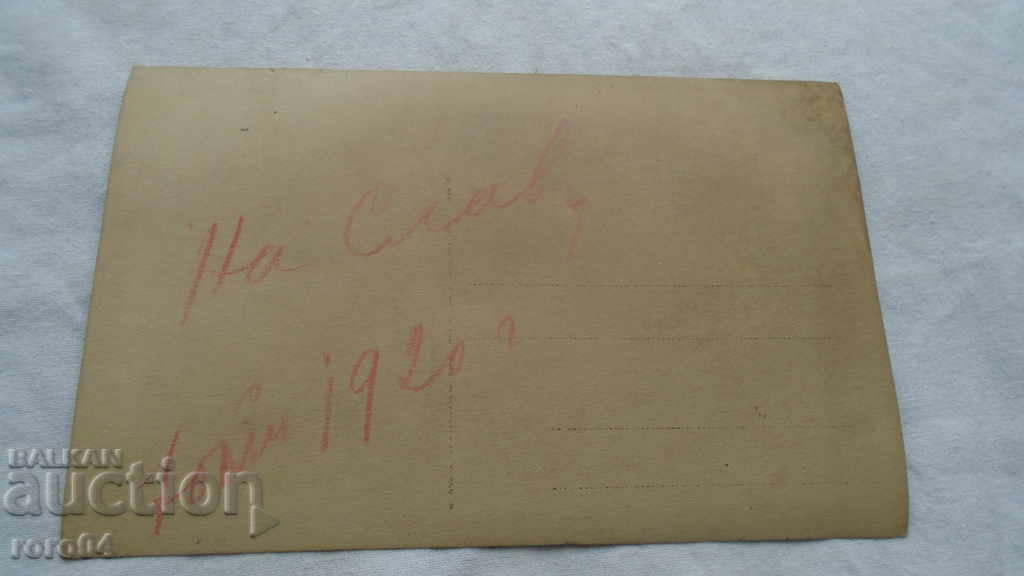 На Слав
1920 г
BALKAN
auction
roro04